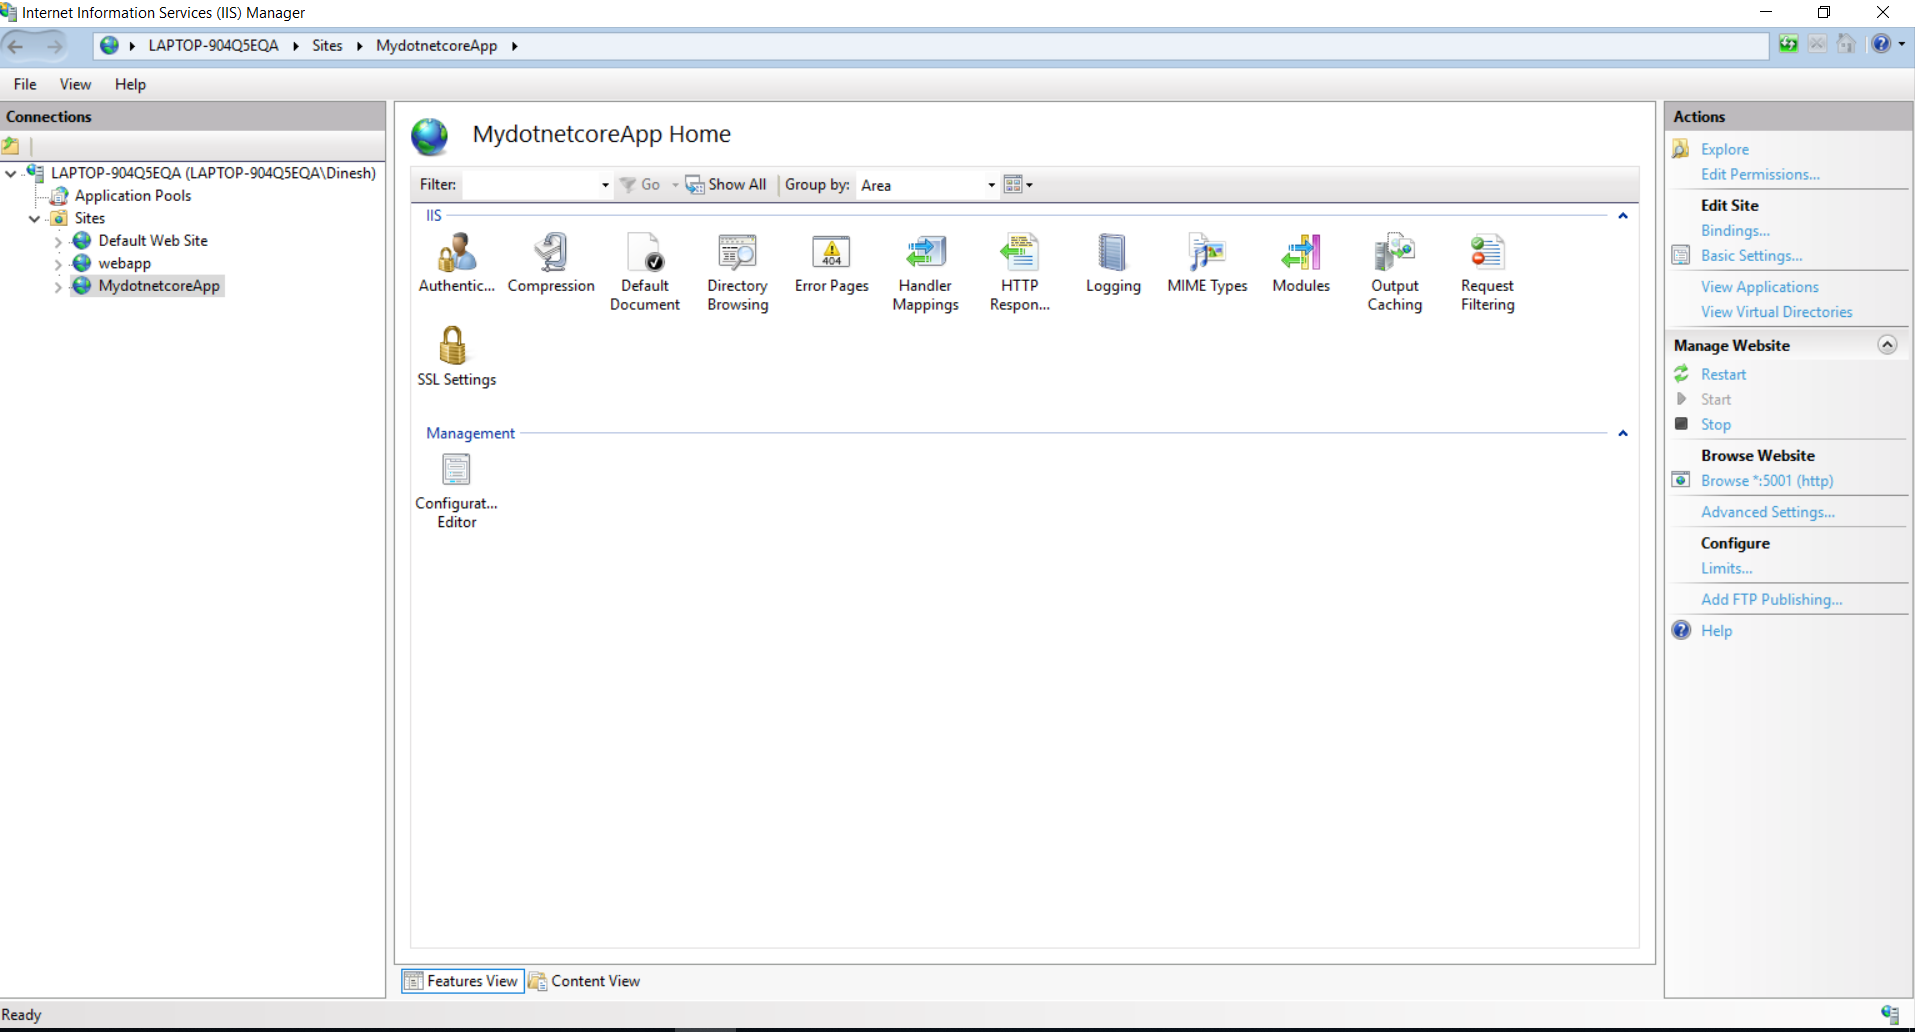 Internet Information Services (IIS) Manager
LAPTOP-904Q5EQA Sites MydotnetcoreApp
File View Help
Connections
LAPTOP-904Q5EQA (LAPTOP-904Q5EQA\Dinesh)
Application Pools
Sites
Default Web Site
webapp
MydotnetcoreApp
MydotnetcoreApp Home
Filter: Go Show All Group by: Area
IIS
Authentic... Compression Default Document Directory Browsing Error Pages Handler Mappings HTTP Respon... Logging MIME Types Modules Output Caching Request Filtering
404
SSL Settings
Management
Configurat...
Editor
Features View Content View
Ready
Actions
Explore
Edit Permissions...
Edit Site
Bindings...
Basic Settings...
View Applications
View Virtual Directories
Manage Website
Restart
Start
Stop
Browse Website
Browse *:5001 (http)
Advanced Settings...
Configure
Limits...
Add FTP Publishing...
Help